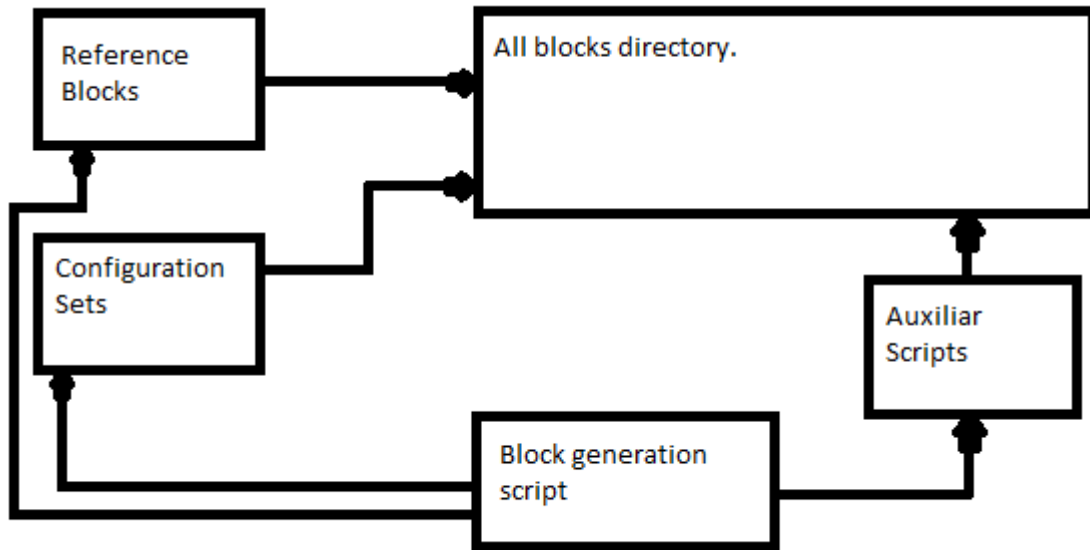 Reference
Blocks
All blocks directory.
Configuration
Sets
Auxiliar
Scripts
Block generation
script